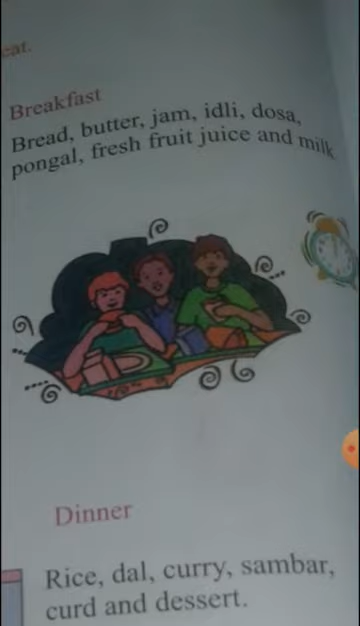 eat.
Breakfast
Bread, butter, jam, idli, dosa,
pongal, fresh fruit juice and milk
Dinner
Rice, dal, curry, sambar,
curd and dessert.